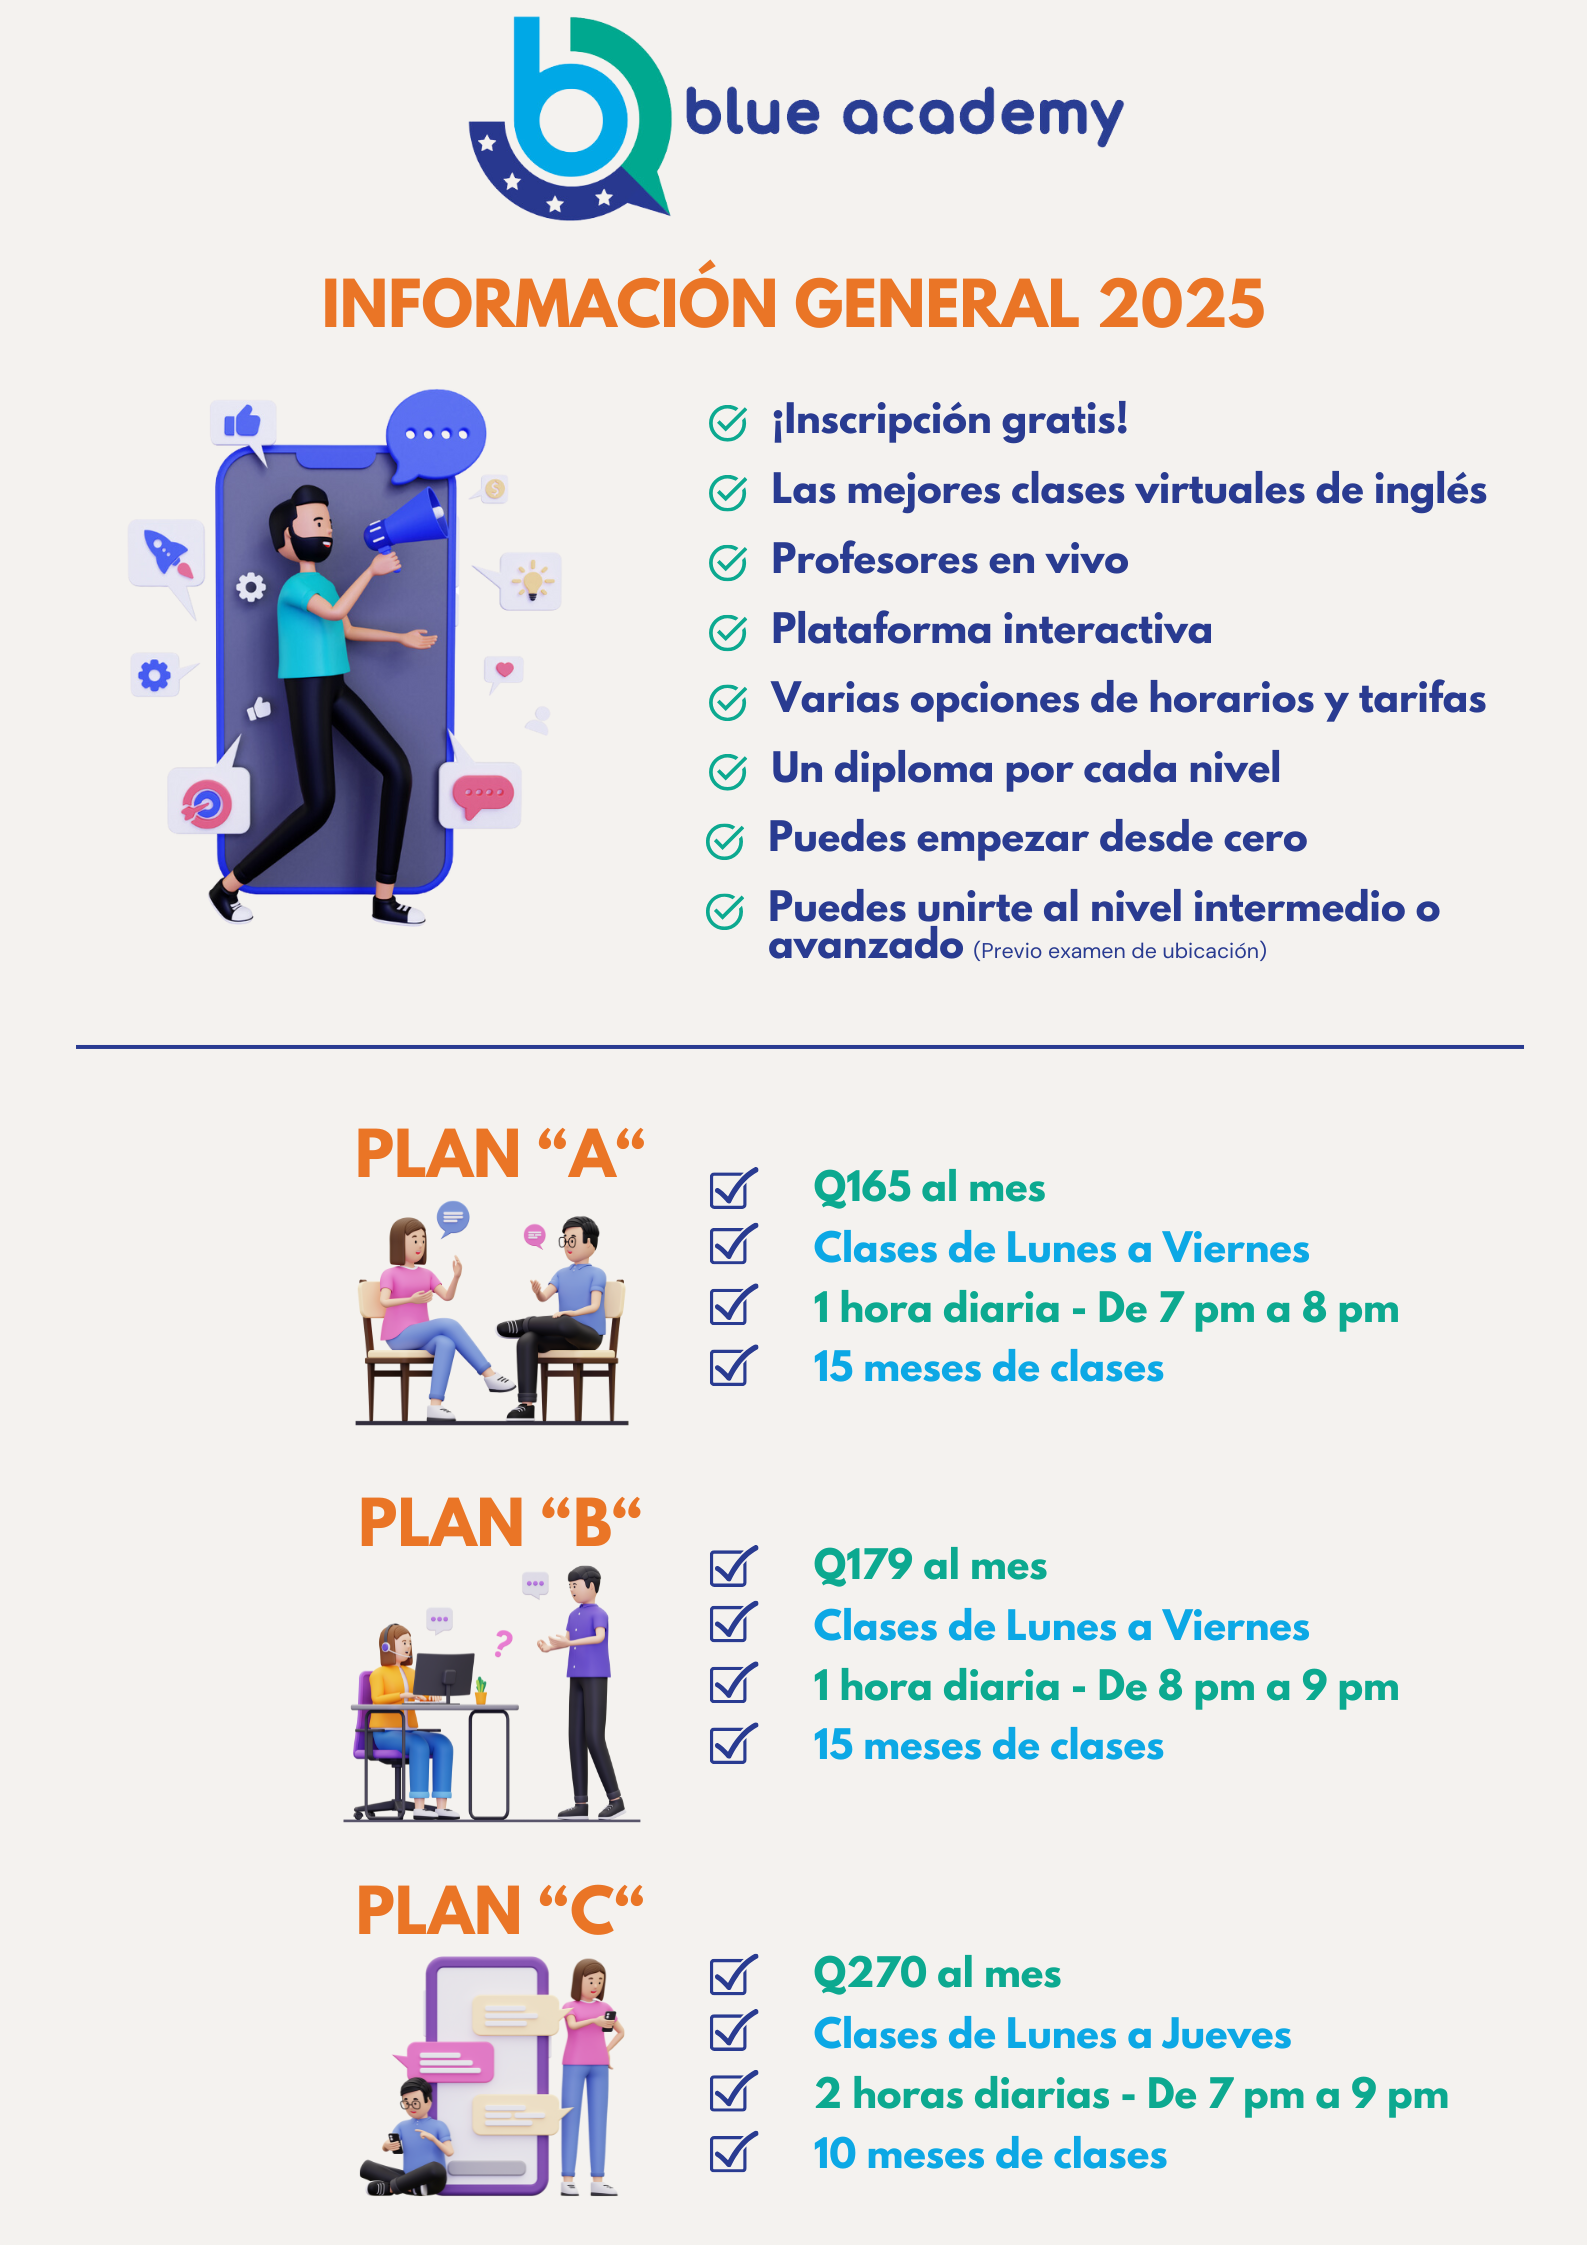 blue academy
INFORMACIÓN GENERAL 2025
¡Inscripción gratis!
Las mejores clases virtuales de inglés
Profesores en vivo
Plataforma interactiva
Varias opciones de horarios y tarifas
Un diploma por cada nivel
Puedes empezar desde cero
Puedes unirte al nivel intermedio o
avanzado (Previo examen de ubicación)
PLAN “A“
Q165 al mes
Clases de Lunes a Viernes
1 hora diaria - De 7 pm a 8 pm
15 meses de clases
PLAN “B“
Q179 al mes
Clases de Lunes a Viernes
1 hora diaria - De 8 pm a 9 pm
15 meses de clases
PLAN “C“
Q270 al mes
Clases de Lunes a Jueves
2 horas diarias - De 7 pm a 9 pm
10 meses de clases